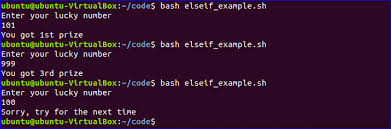 ubuntu@ubuntu-VirtualBox:~/code$ bash elseif_example.sh
Enter your lucky number
101
You got 1st prize
ubuntu@ubuntu-VirtualBox:~/code$ bash elseif_example.sh
Enter your lucky number
999
You got 3rd prize
ubuntu@ubuntu-VirtualBox:~/code$ bash elseif_example.sh
Enter your lucky number
100
Sorry, try for the next time
ubuntu@ubuntu-VirtualBox:~/code$